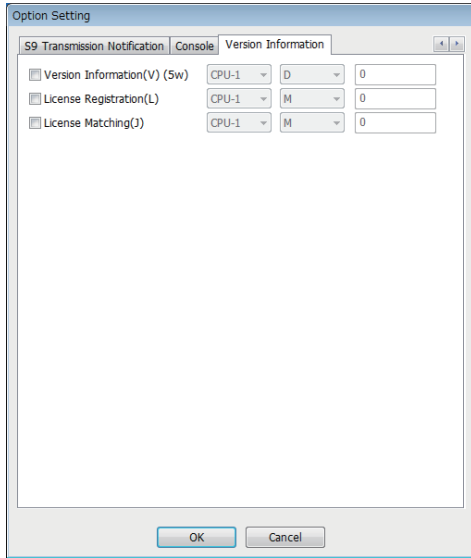 Option Setting
S9 Transmission Notification Console Version Information
Version Information(V) (5w) CPU-1 D 0
License Registration(L) CPU-1 M 0
License Matching(J) CPU-1 M 0
OK Cancel